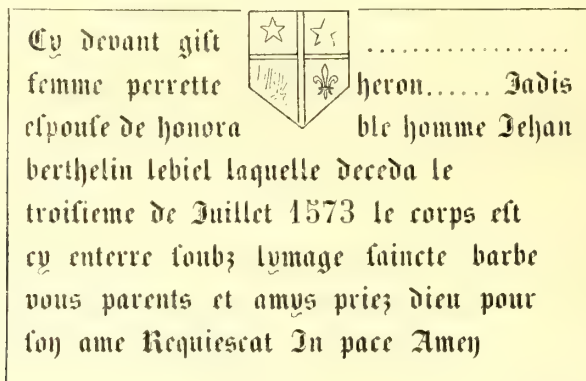 Cy devant gist ..................
femme perrette heron...... Jadis
espouse de honora ble homme Jehan
berthelin lebiel laquelle deceda le
troisieme de Juillet 1573 le corps est
cy enterre soubz lymage saincte barbe
vous parents et amys priez dieu pour
son ame Requiescat In pace Amen